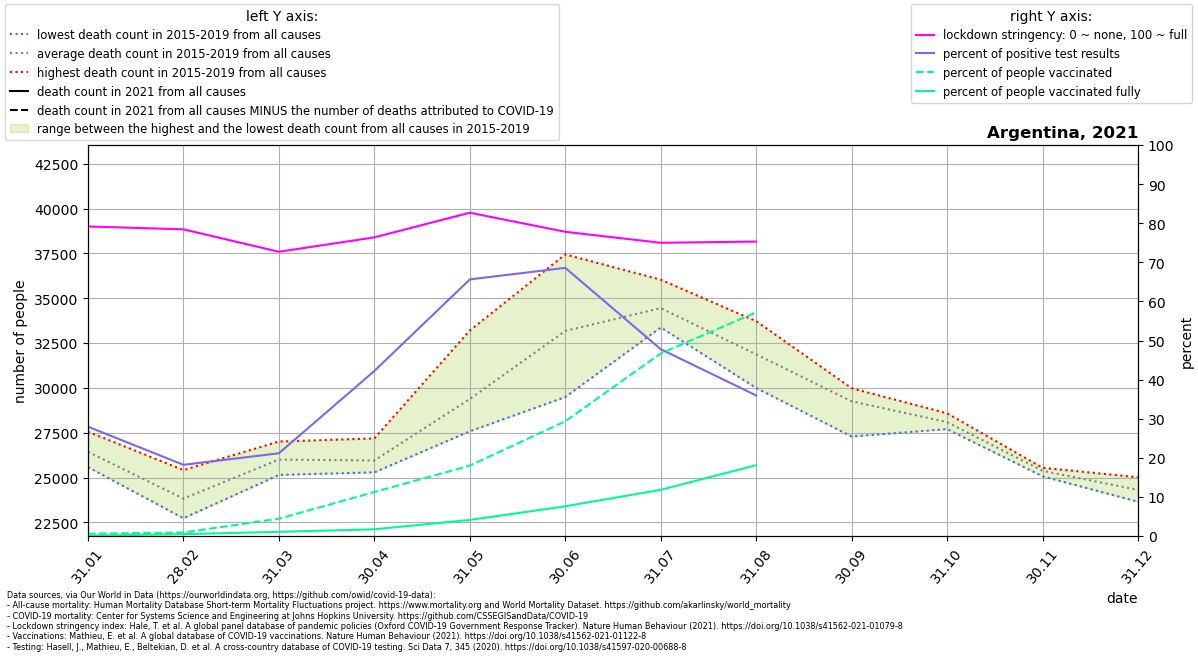 left Y axis:
lowest death count in 2015-2019 from all causes
average death count in 2015-2019 from all causes
highest death count in 2015-2019 from all causes
death count in 2021 from all causes
death count in 2021 from all causes MINUS the number of deaths attributed to COVID-19
range between the highest and the lowest death count from all causes in 2015-2019
right Y axis:
lockdown stringency: 0 ~ none, 100 ~ full
percent of positive test results
percent of people vaccinated
percent of people vaccinated fully
Argentina, 2021
number of people
42500
40000
37500
35000
32500
30000
27500
25000
22500
100
90
80
70
60
50
40
30
20
10
0
percent
31.01
28.02
31.03
30.04
31.05
30.06
31.07
31.08
30.09
31.10
30.11
31.12
date
Data sources, via Our World in Data (https://ourworldindata.org, https://github.com/owid/covid-19-data):
- All-cause mortality: Human Mortality Database Short-term Mortality Fluctuations project. https://www.mortality.org and World Mortality Dataset. https://github.com/akarlinsky/world_mortality
- COVID-19 mortality: Center for Systems Science and Engineering at Johns Hopkins University. https://github.com/CSSEGISandData/COVID-19
- Lockdown stringency index: Hale, T. et al. A global panel database of pandemic policies (Oxford COVID-19 Government Response Tracker). Nature Human Behaviour (2021). https://doi.org/10.1038/s41562-021-01079-8
- Vaccinations: Mathieu, E. et al. A global database of COVID-19 vaccinations. Nature Human Behaviour (2021). https://doi.org/10.1038/s41562-021-01122-8
- Testing: Hasell, J., Mathieu, E., Beltekian, D. et al. A cross-country database of COVID-19 testing. Sci Data 7, 345 (2020). https://doi.org/10.1038/s41597-020-00688-8